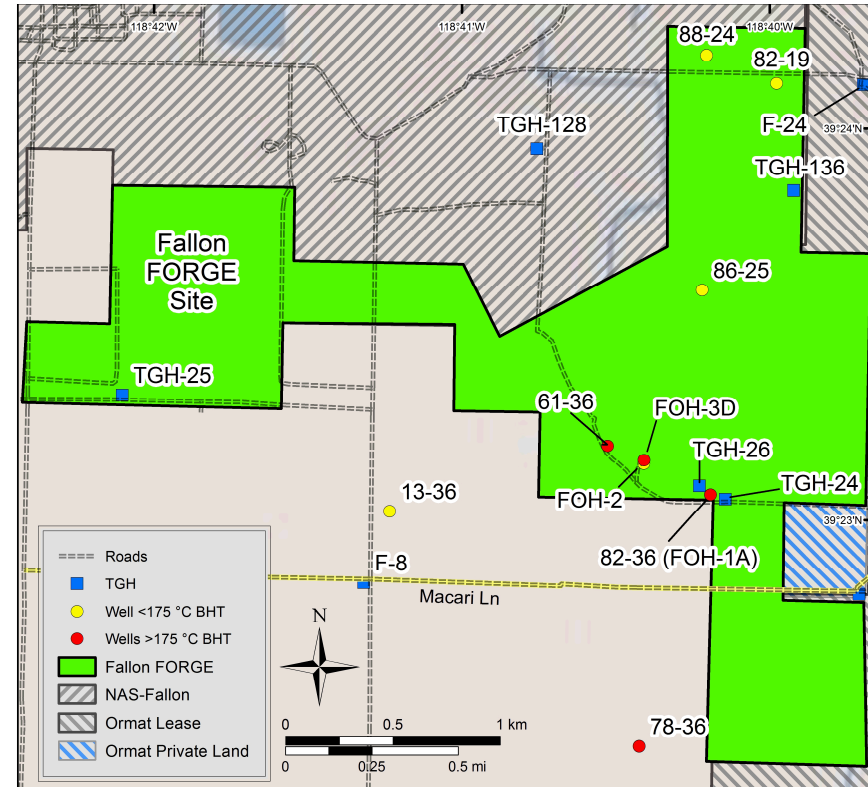 118°42'W
118°41'W
118°40'W
88-24
82-19
F-24
39°24'N
TGH-128
TGH-136
Fallon
FORGE
Site
86-25
TGH-25
61-36
FOH-3D
TGH-26
TGH-24
13-36
FOH-2
39°23'N
82-36 (FOH-1A)
F-8
Macari Ln
Roads
TGH
Well <175 °C BHT
Wells >175 °C BHT
Fallon FORGE
NAS-Fallon
Ormat Lease
Ormat Private Land
N
0 0.5 1 km
0 0.25 0.5 mi
78-36